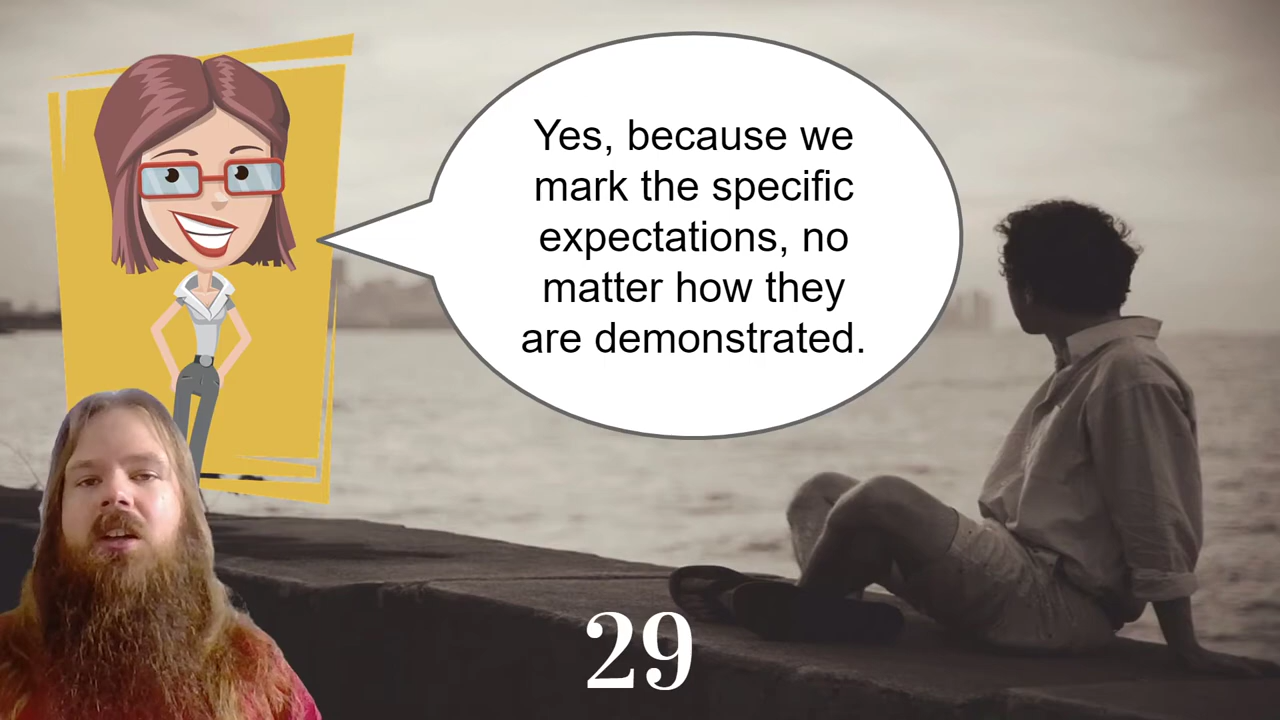 Yes, because we
mark the specific
expectations, no
matter how they
are demonstrated.
29